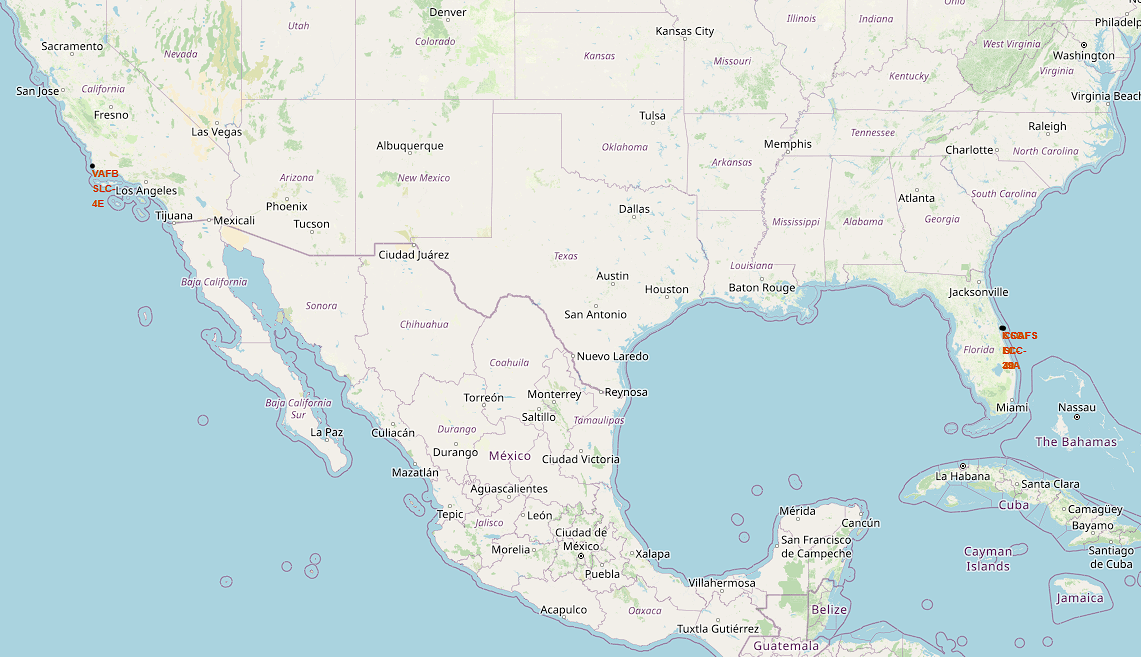 Ohio
Denver
Utah
Illinois
Indiana
Kansas City
Philadelp
Sacramento
Nevada
Colorado
Kansas
Missouri
West Virginia
Washington
San Jose
California
Kentucky
Virginia
Virginia Beach
Fresno
Las Vegas
Tulsa
Raleigh
Albuquerque
Oklahoma
Memphis
Tennessee
Charlotte
North Carolina
VAFB
SLC-
4E
Los Angeles
Arizona
New Mexico
Arkansas
Phoenix
Atlanta
South Carolina
Tijuana
Mexicali
Tucson
Dallas
Mississippi
Alabama
Georgia
Ciudad Juárez
Texas
Louisiana
Baja California
Austin
Houston
Baton Rouge
Jacksonville
Sonora
San Antonio
Chihuahua
Florida
Coahuila
Nuevo Laredo
Torreón
Monterrey
Reynosa
Baja California
Sur
Saltillo
Tamaulipas
Miami
Nassau
La Paz
Culiacán
Durango
Durango
México
Ciudad Victoria
The Bahamas
Mazatlán
Aguascalientes
La Habana
Santa Clara
Tepic
León
Jalisco
Mérida
Cancún
Cuba
Camagüey
Bayamo
Ciudad de
México
Morelia
Xalapa
San Francisco
de Campeche
Cayman
Islands
Santiago
de Cuba
Puebla
Villahermosa
Jamaica
Acapulco
Oaxaca
Belize
Tuxtla Gutiérrez
Guatemala